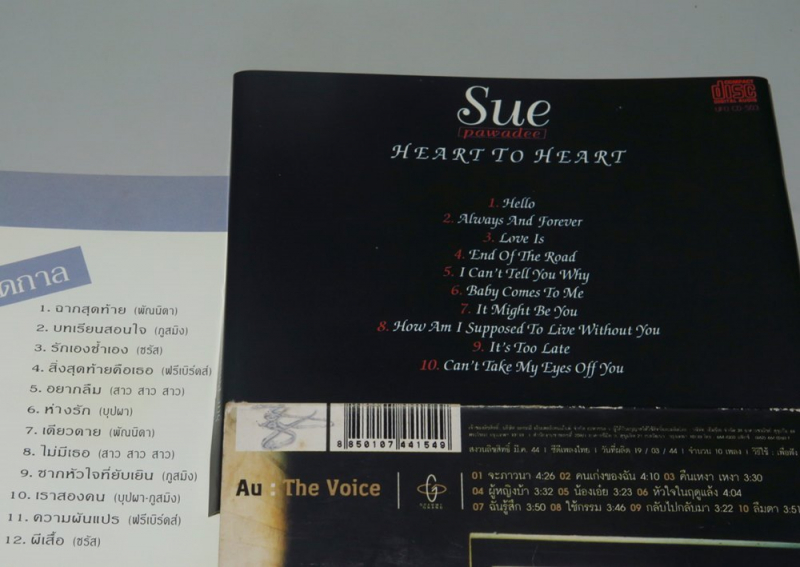 Sue
[pawadee]
HEART TO HEART
disc
1. Hello
2. Always And Forever
3. Love Is
4. End Of The Road
5. I Can't Tell You Why
6. Baby Comes To Me
7. It Might Be You
8. How Am I Supposed To Live Without You
9. It's Too Late
10. Can't Take My Eyes Off You
ดกาล
1. ฉากสุดท้าย (พัณนิดา)
2. บทเรียนสอนใจ (ภูสมิง)
3. รักเองช้ำเอง (ซรัส)
4. สิ่งสุดท้ายคือเธอ (ฟรีเบิร์ดส์)
5. อยากลืม (สาว สาว สาว)
6. ห่างรัก (บุปผา)
7. เดียวดาย (พัณนิดา)
8. ไม่มีเธอ (สาว สาว สาว)
9. ซากหัวใจที่ยับเยิน (ภูสมิง)
10. เราสองคน (บุปผา-ภูสมิง)
11. ความผันแปร (ฟรีเบิร์ดส์)
12. ผีเสื้อ (ซรัส)
8 850107 441549
Au : The Voice
01 จะภาวนา 4:26 02 คนเก่งของฉัน 4:10 03 คืนเหงา เหงา 3:30
04 ผู้หญิงบ้า 3:32 05 น้องเอ๋ย 3:23 06 หัวใจในฤดูแล้ง 4:04
07 ฉันรู้สึก 3:50 08 ใช้กรรม 3:46 09 กลับไปกลับมา 3:22 10 ลืมตา 3:51